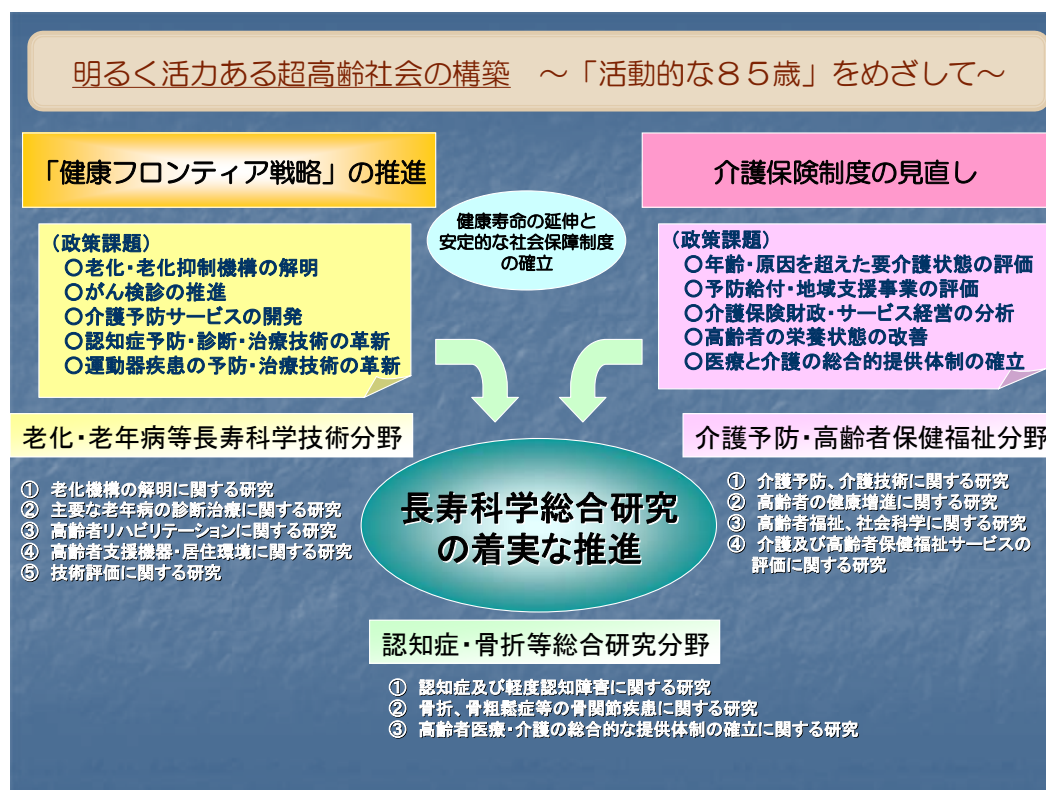 明るく活力ある超高齢社会の構築　～「活動的な８５歳」をめざして～
「健康フロンティア戦略」の推進
介護保険制度の見直し
健康寿命の延伸と
安定的な社会保障制度
の確立
（政策課題）
○老化・老化抑制機構の解明
○がん検診の推進
○介護予防サービスの開発
○認知症予防・診断・治療技術の革新
○運動器疾患の予防・治療技術の革新
（政策課題）
○年齢・原因を超えた要介護状態の評価
○予防給付・地域支援事業の評価
○介護保険財政・サービス経営の分析
○高齢者の栄養状態の改善
○医療と介護の総合的提供体制の確立
老化・老年病等長寿科学技術分野
① 老化機構の解明に関する研究
② 主要な老年病の診断治療に関する研究
③ 高齢者リハビリテーションに関する研究
④ 高齢者支援機器・居住環境に関する研究
⑤ 技術評価に関する研究
長寿科学総合研究
の着実な推進
介護予防・高齢者保健福祉分野
① 介護予防、介護技術に関する研究
② 高齢者の健康増進に関する研究
③ 高齢者福祉、社会科学に関する研究
④ 介護及び高齢者保健福祉サービスの
評価に関する研究
認知症・骨折等総合研究分野
① 認知症及び軽度認知障害に関する研究
② 骨折、骨粗鬆症等の骨関節疾患に関する研究
③ 高齢者医療・介護の総合的な提供体制の確立に関する研究